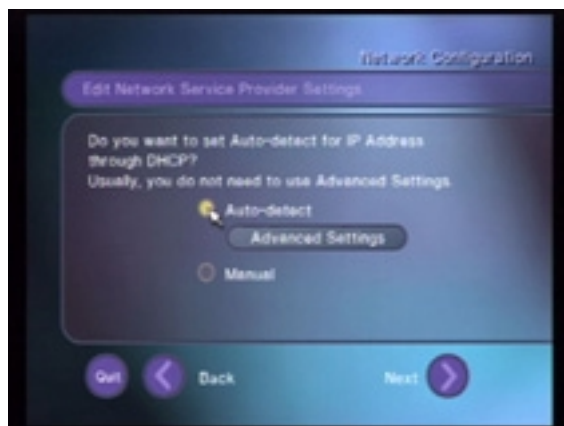 Network Configuration
Edit Network Service Provider Settings
Do you want to set Auto-detect for IP Address
through DHCP?
Usually, you do not need to use Advanced Settings.
Auto-detect
Advanced Settings
Manual
Quit
Back
Next